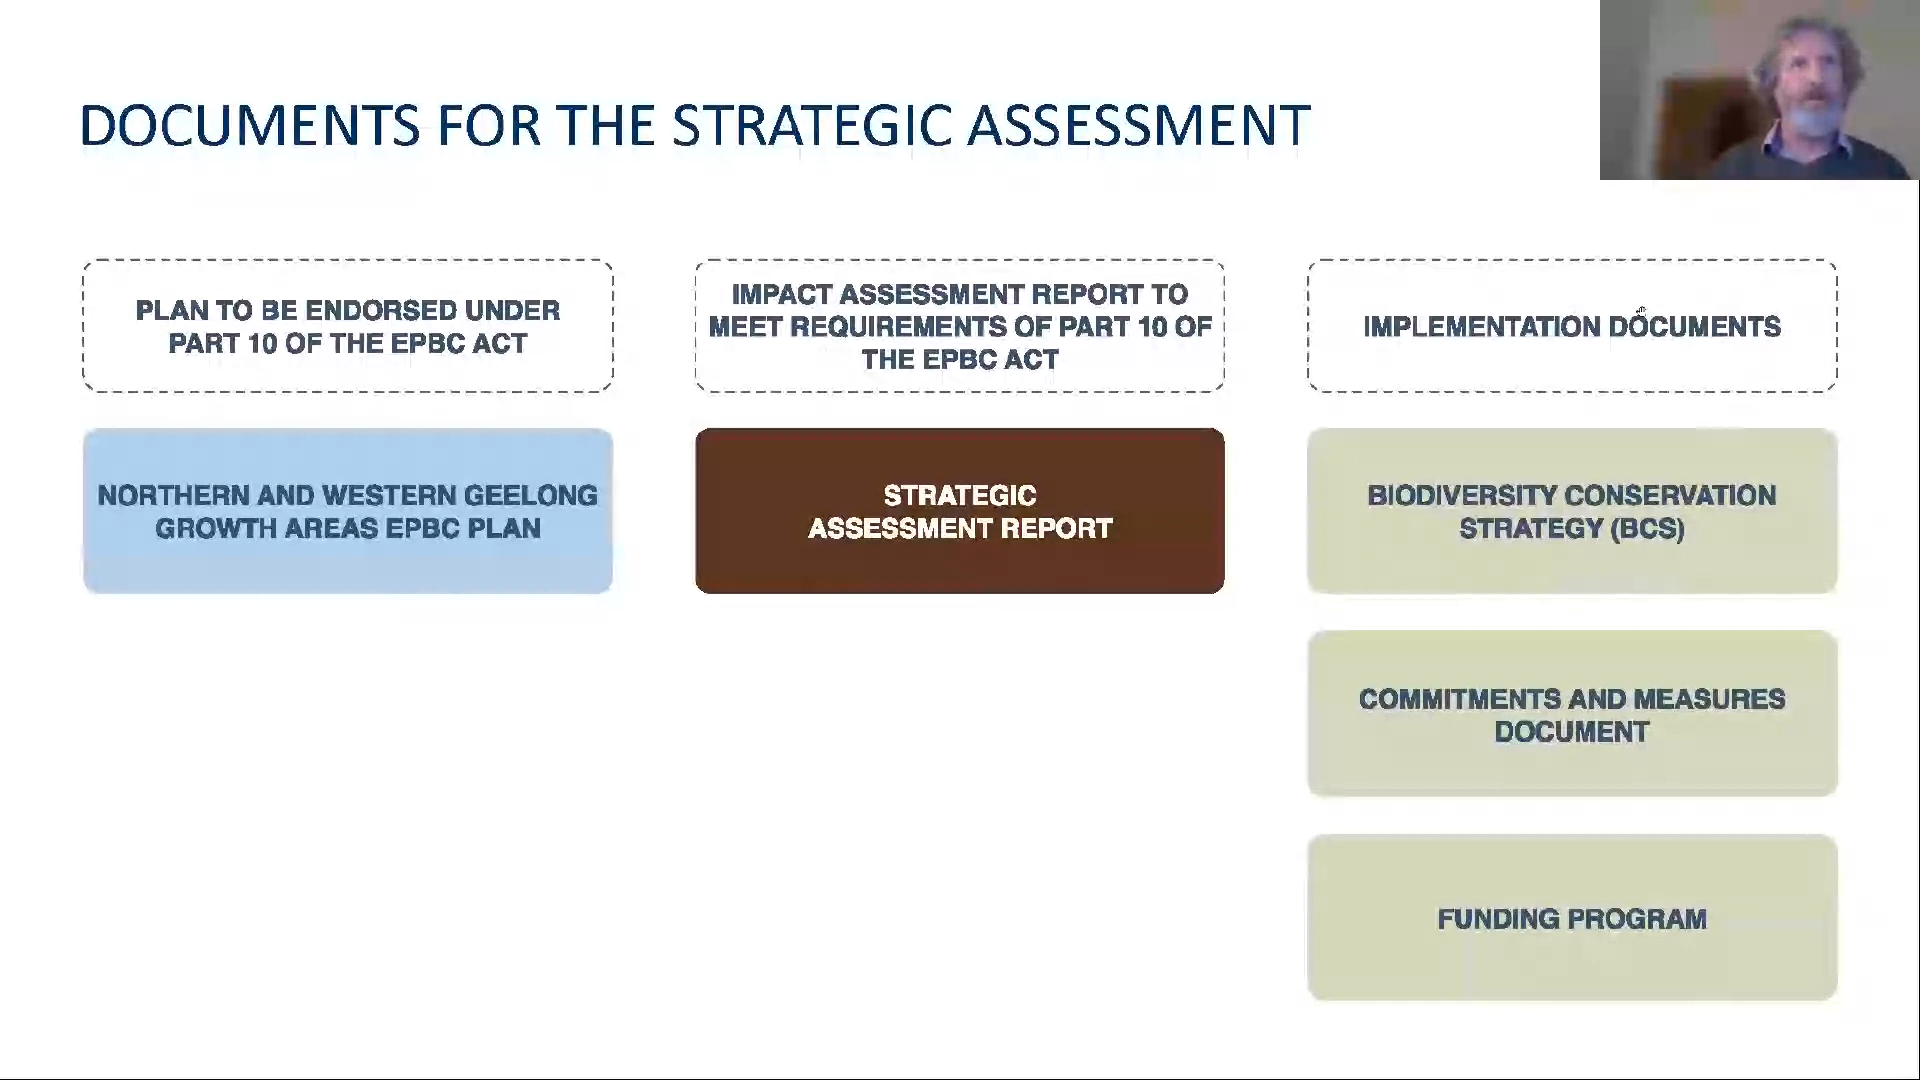 DOCUMENTS FOR THE STRATEGIC ASSESSMENT
PLAN TO BE ENDORSED UNDER
PART 10 OF THE EPBC ACT
NORTHERN AND WESTERN GEELONG
GROWTH AREAS EPBC PLAN
IMPACT ASSESSMENT REPORT TO
MEET REQUIREMENTS OF PART 10 OF
THE EPBC ACT
STRATEGIC
ASSESSMENT REPORT
IMPLEMENTATION DOCUMENTS
BIODIVERSITY CONSERVATION
STRATEGY (BCS)
COMMITMENTS AND MEASURES
DOCUMENT
FUNDING PROGRAM